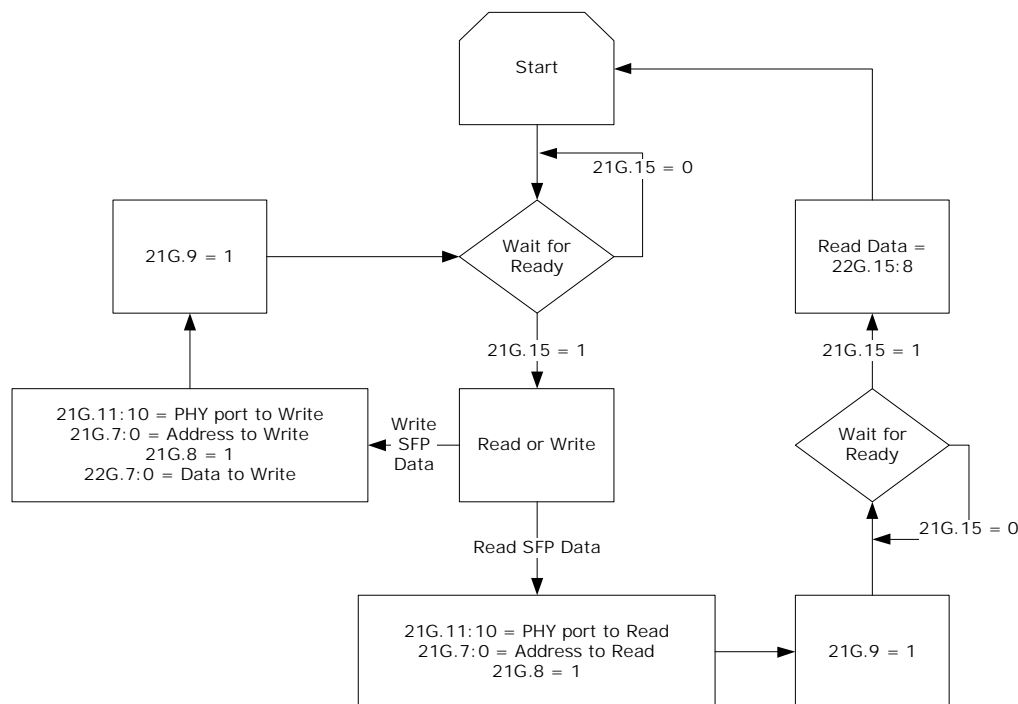 Start
21G.15 = 0
Wait for
Ready
21G.9 = 1
Read Data =
22G.15:8
21G.15 = 1
21G.15 = 1
21G.11:10 = PHY port to Write
21G.7:0 = Address to Write
21G.8 = 1
22G.7:0 = Data to Write
Write
SFP
Data
Read or Write
Wait for
Ready
21G.15 = 0
Read SFP Data
21G.11:10 = PHY port to Read
21G.7:0 = Address to Read
21G.8 = 1
21G.9 = 1